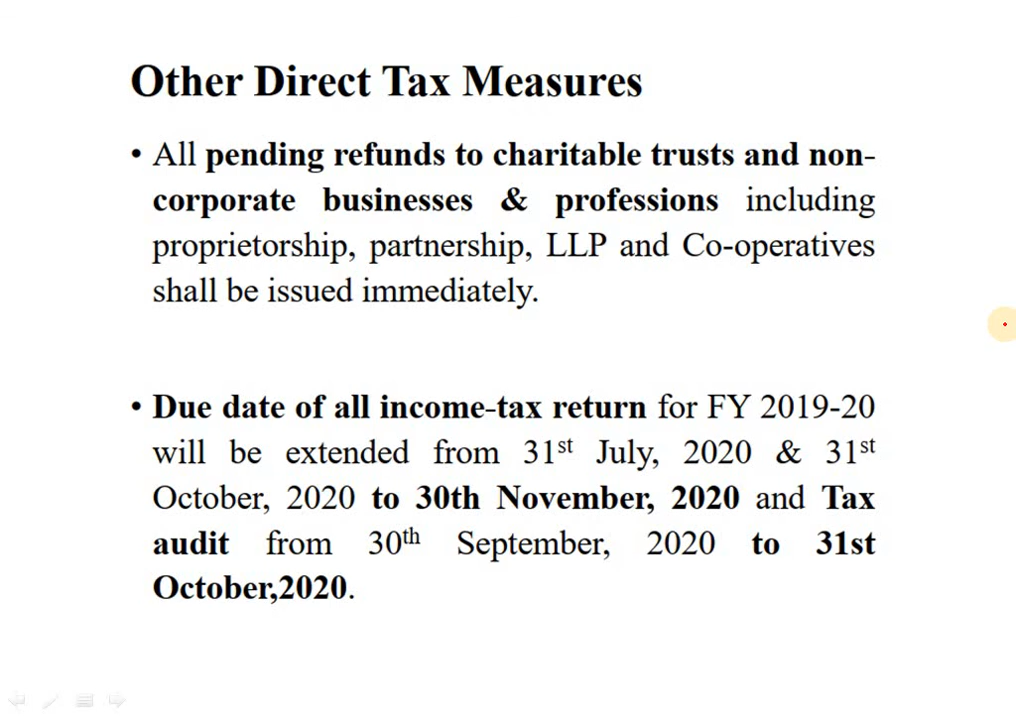 Other Direct Tax Measures
• All pending refunds to charitable trusts and non-
corporate businesses & professions including
proprietorship, partnership, LLP and Co-operatives
shall be issued immediately.
• Due date of all income-tax return for FY 2019-20
will be extended from 31st July, 2020 & 31st
October, 2020 to 30th November, 2020 and Tax
audit from 30th September, 2020 to 31st
October,2020.